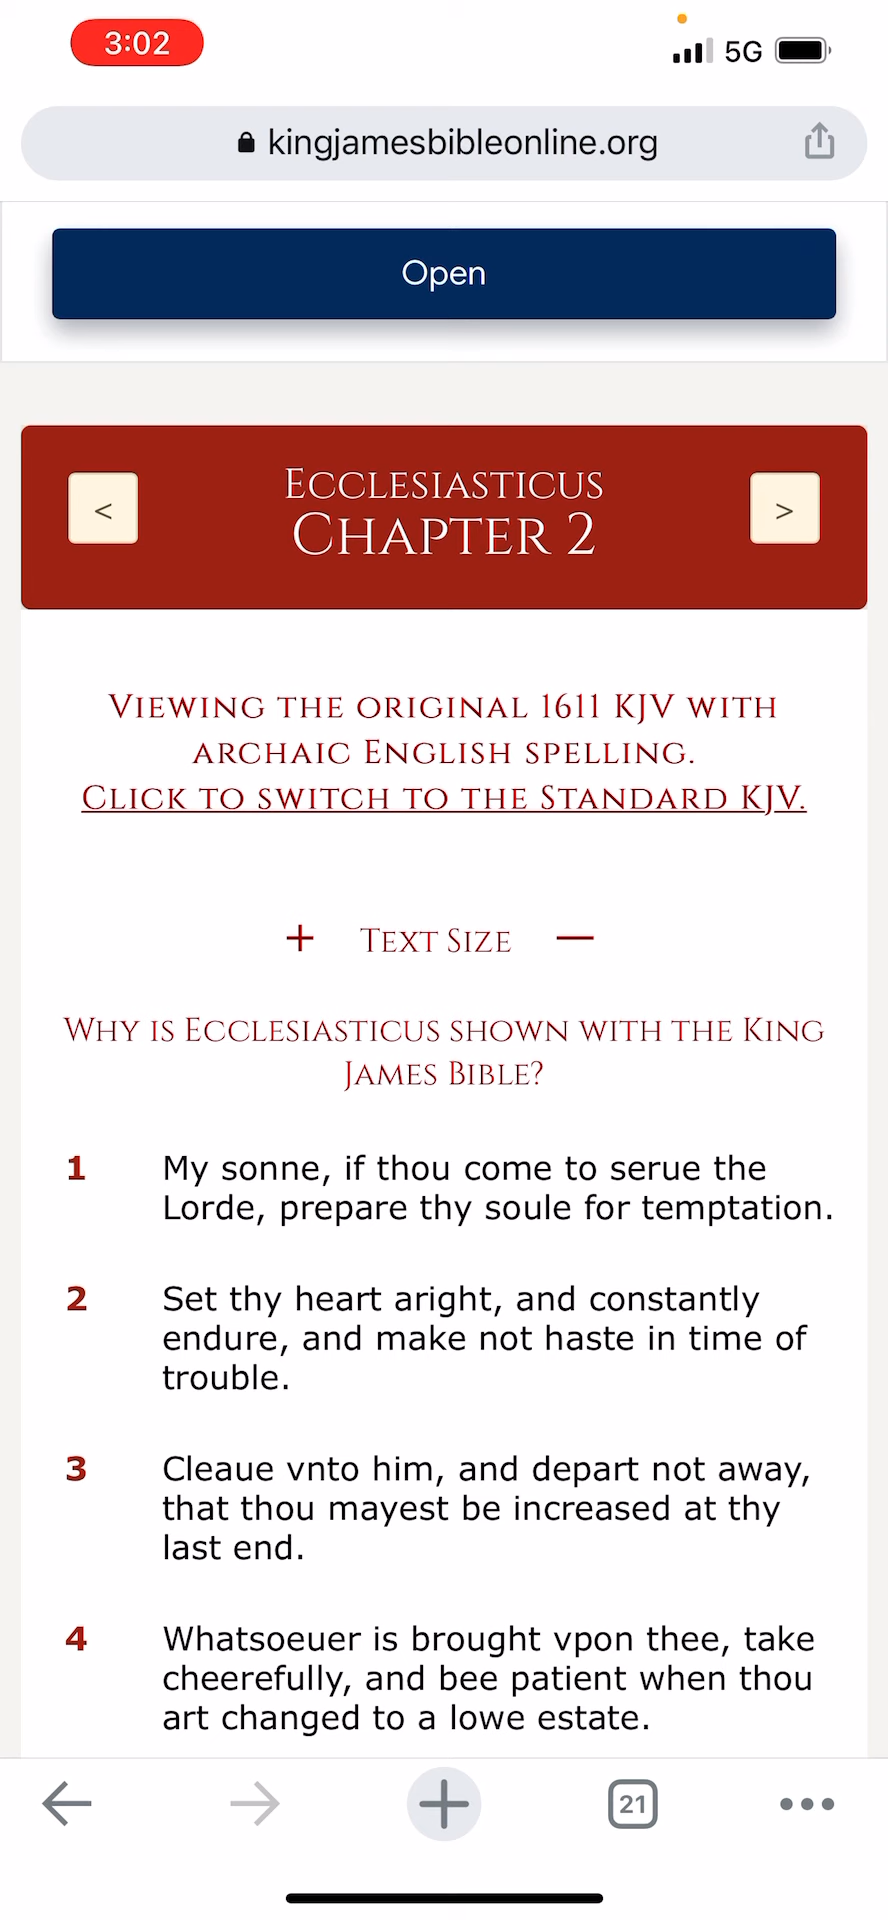 3:02
5G
kingjamesbibleonline.org
Open
<
Ecclesiasticus
Chapter 2
>
Viewing the original 1611 KJV with
archaic English spelling.
Click to switch to the Standard KJV.
+ Text Size —
Why is Ecclesiasticus shown with the King
James Bible?
1 My sonne, if thou come to serue the
Lorde, prepare thy soule for temptation.
2 Set thy heart aright, and constantly
endure, and make not haste in time of
trouble.
3 Cleaue vnto him, and depart not away,
that thou mayest be increased at thy
last end.
4 Whatsoeuer is brought vpon thee, take
cheerefully, and bee patient when thou
art changed to a lowe estate.
21